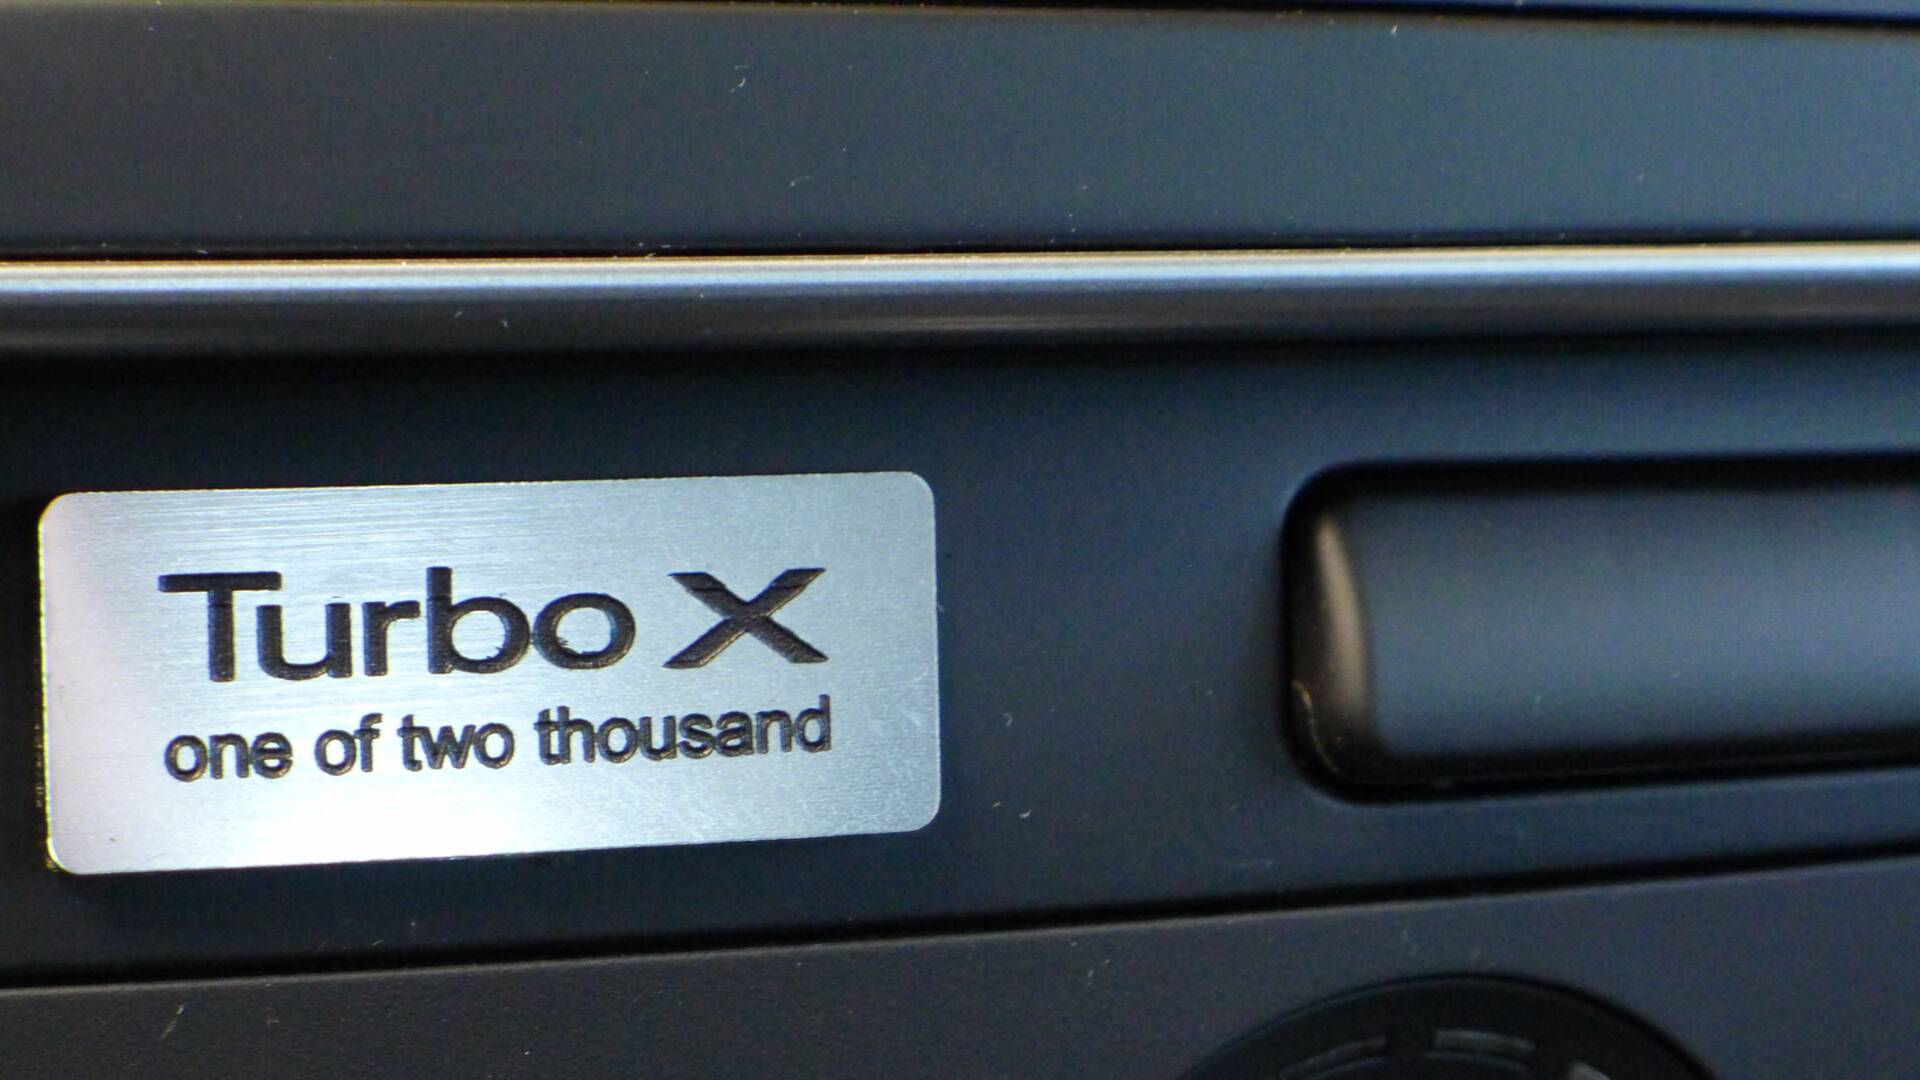 Turbo X
one of two thousand